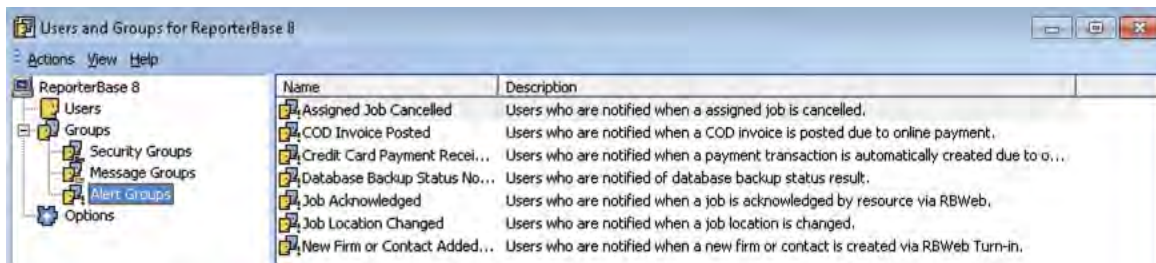 Users and Groups for ReporterBase 8
Actions View Help
ReporterBase 8
Users
Groups
Security Groups
Message Groups
Alert Groups
Options
Name Description
Assigned Job Cancelled Users who are notified when a assigned job is cancelled.
COD Invoice Posted Users who are notified when a COD invoice is posted due to online payment.
Credit Card Payment Recei... Users who are notified when a payment transaction is automatically created due to o...
Database Backup Status No... Users who are notified of database backup status result.
Job Acknowledged Users who are notified when a job is acknowledged by resource via RBWeb.
Job Location Changed Users who are notified when a job location is changed.
New Firm or Contact Added... Users who are notified when a new firm or contact is created via RBWeb Turn-in.